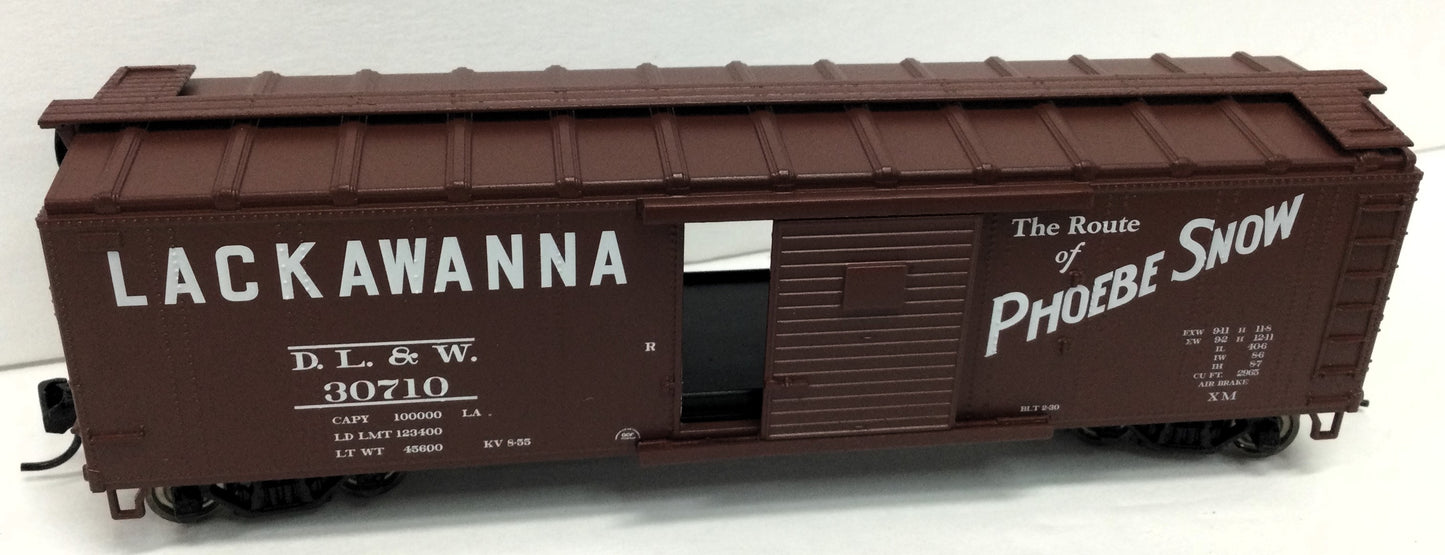 LACKAWANNA
D. L. & W.
30710
CAPY 100000 LA.
LD LMT 123400
LT WT 45600 KV 8-55
R
The Route
of
PHOEBE SNOW
EXW 9-11 H 11-8
EW 9-2 H 12-11
IL 40-6
IW 8-6
IH 8-7
CU FT. 2965
AIR BRAKE
XM
BLT 2-30